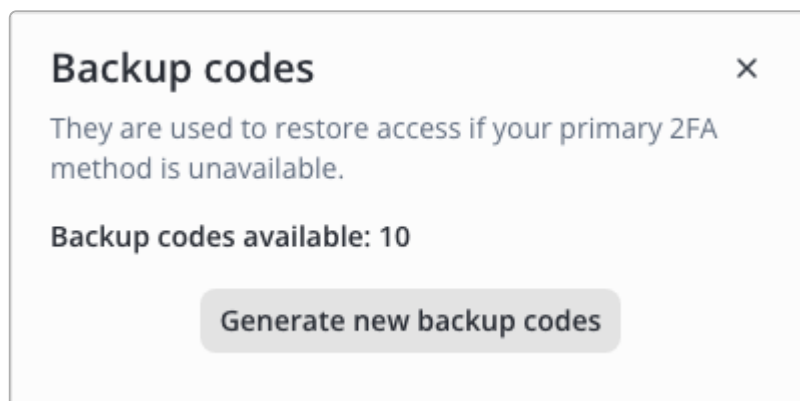 Backup codes
They are used to restore access if your primary 2FA
method is unavailable.
Backup codes available: 10
Generate new backup codes